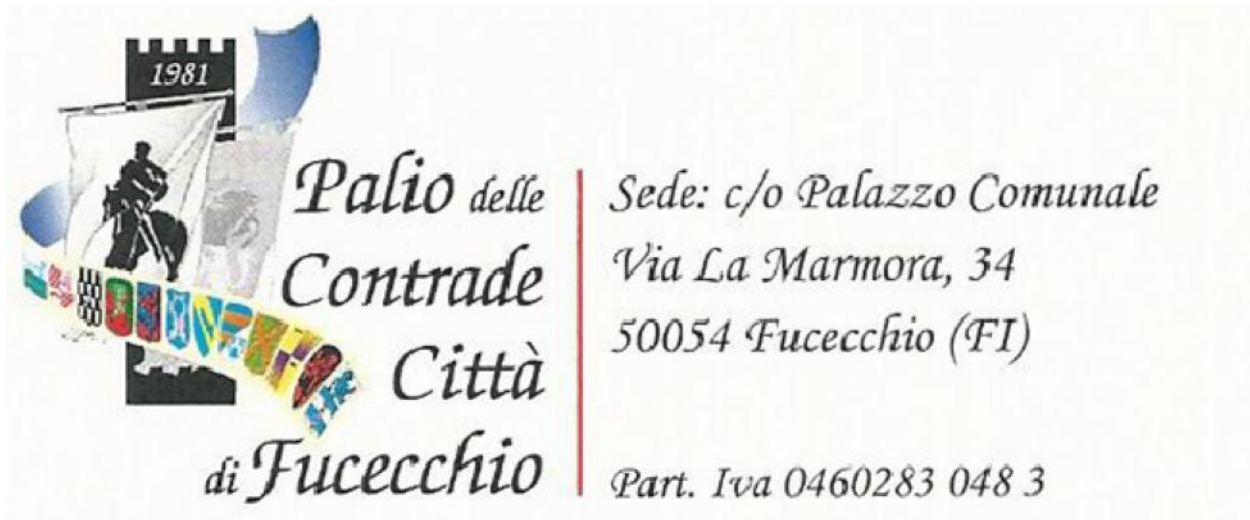 1981
Palio delle
Contrade
Città
di Fucecchio
Sede: c/o Palazzo Comunale
Via La Marmora, 34
50054 Fucecchio (FI)
Part. Iva 0460283 048 3